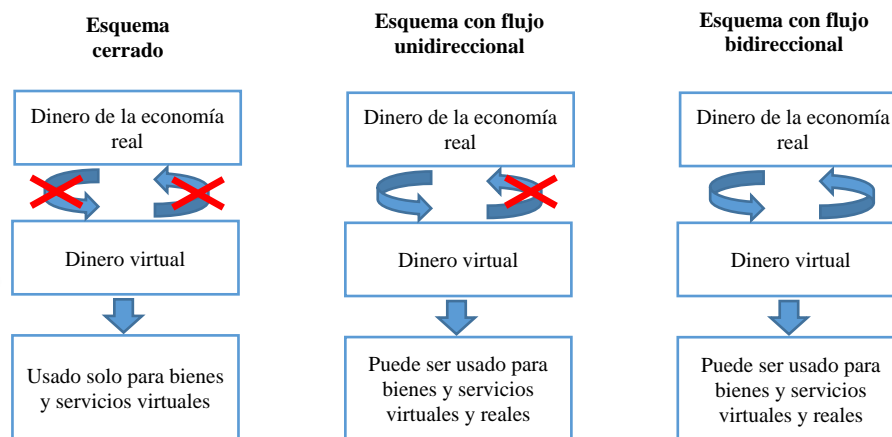 Esquema
cerrado
Dinero de la economía
real
Dinero virtual
Usado solo para bienes
y servicios virtuales
Esquema con flujo
unidireccional
Dinero de la economía
real
Dinero virtual
Puede ser usado para
bienes y servicios
virtuales y reales
Esquema con flujo
bidireccional
Dinero de la economía
real
Dinero virtual
Puede ser usado para
bienes y servicios
virtuales y reales